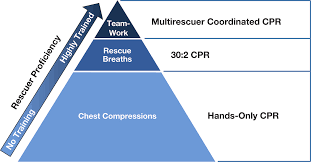 Team-
Work
Multirescuer Coordinated CPR
Rescue
Breaths
30:2 CPR
Chest Compressions
Hands-Only CPR
Rescuer Proficiency
No Training
Highly Trained